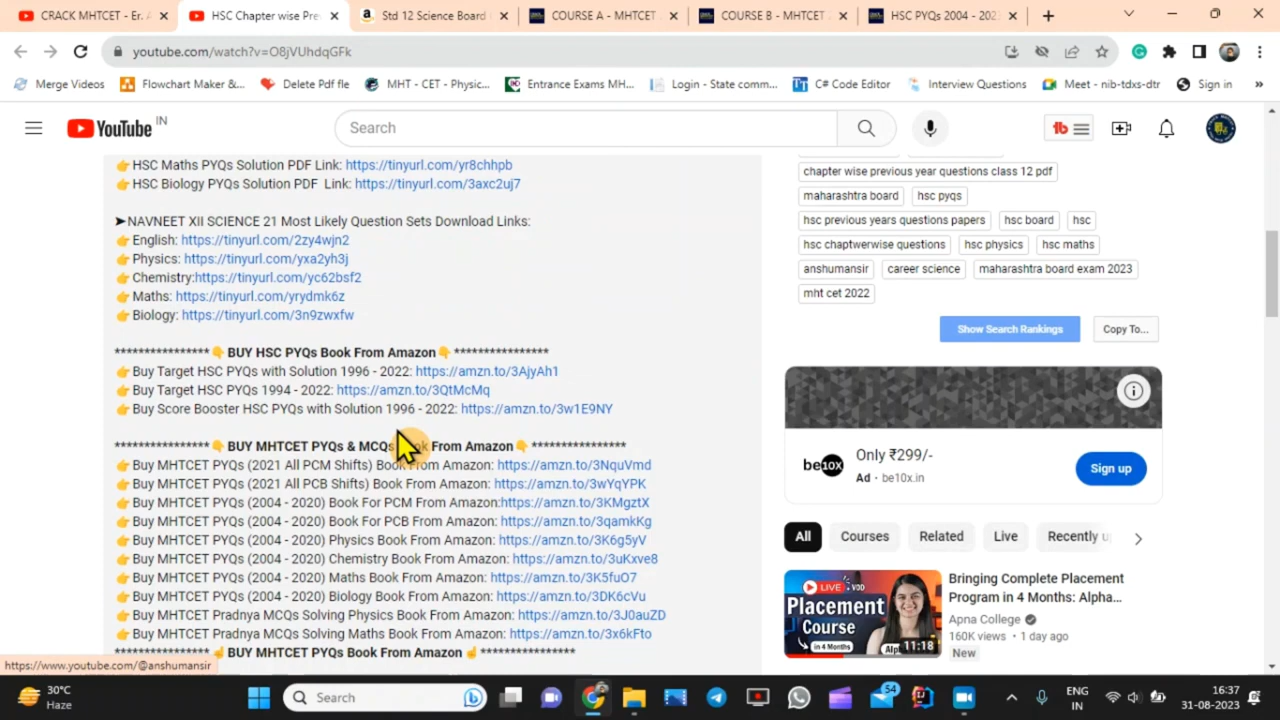 CRACK MHTCET - Er. A
HSC Chapter wise Pre
Std 12 Science Board
COURSE A - MHTCET
COURSE B - MHTCET
HSC PYQs 2004 - 202
youtube.com/watch?v=O8jVUhdqGFk
Merge Videos
Flowchart Maker &...
Delete Pdf fle
MHT - CET - Physic...
Entrance Exams MH...
Login - State comm...
C# Code Editor
Interview Questions
Meet - nib-tdxs-dtr
Sign in
YouTube IN
Search
👉HSC Maths PYQs Solution PDF Link: https://tinyurl.com/yr8chhpb
👉HSC Biology PYQs Solution PDF Link: https://tinyurl.com/3axc2uj7
➤NAVNEET XII SCIENCE 21 Most Likely Question Sets Download Links:
👉English: https://tinyurl.com/2zy4wjn2
👉Physics: https://tinyurl.com/yxa2yh3j
👉Chemistry:https://tinyurl.com/yc62bsf2
👉Maths: https://tinyurl.com/yrydmk6z
👉Biology: https://tinyurl.com/3n9zwxfw
****************👇BUY HSC PYQs Book From Amazon👇****************
👉Buy Target HSC PYQs with Solution 1996 - 2022: https://amzn.to/3AjyAh1
👉Buy Target HSC PYQs 1994 - 2022: https://amzn.to/3QtMcMq
👉Buy Score Booster HSC PYQs with Solution 1996 - 2022: https://amzn.to/3w1E9NY
****************👇BUY MHTCET PYQs & MCQs Book From Amazon👇 ****************
👉Buy MHTCET PYQs (2021 All PCM Shifts) Book From Amazon: https://amzn.to/3NquVmd
👉Buy MHTCET PYQs (2021 All PCB Shifts) Book From Amazon: https://amzn.to/3wYqYPK
👉Buy MHTCET PYQs (2004 - 2020) Book For PCM From Amazon:https://amzn.to/3KMgztX
👉Buy MHTCET PYQs (2004 - 2020) Book For PCB From Amazon: https://amzn.to/3qamkKg
👉Buy MHTCET PYQs (2004 - 2020) Physics Book From Amazon: https://amzn.to/3K6g5yV
👉Buy MHTCET PYQs (2004 - 2020) Chemistry Book From Amazon: https://amzn.to/3uKxve8
👉Buy MHTCET PYQs (2004 - 2020) Maths Book From Amazon: https://amzn.to/3K5fuO7
👉Buy MHTCET PYQs (2004 - 2020) Biology Book From Amazon: https://amzn.to/3DK6cVu
👉Buy MHTCET Pradnya MCQs Solving Physics Book From Amazon: https://amzn.to/3J0auZD
👉Buy MHTCET Pradnya MCQs Solving Maths Book From Amazon: https://amzn.to/3x6kFto
****************☝BUY MHTCET PYQs Book From Amazon☝****************
https://www.youtube.com/@anshumansir
chapter wise previous year questions class 12 pdf
maharashtra board
hsc pyqs
hsc previous years questions papers
hsc board
hsc
hsc chaptwerwise questions
hsc physics
hsc maths
anshumansir
career science
maharashtra board exam 2023
mht cet 2022
Show Search Rankings
Copy To...
be10X
Only ₹299/-
Ad · be10x.in
Sign up
All
Courses
Related
Live
Recently u
LIVE VOD
Placement
Course
in 4 Months
11:18
Bringing Complete Placement
Program in 4 Months: Alpha...
Apna College
160K views • 1 day ago
New
30°C
Haze
Search
54
ENG
IN
16:37
31-08-2023